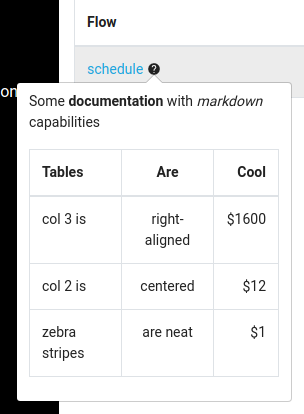 Flow
schedule ?
on
Some documentation with markdown
capabilities
Tables Are Cool
col 3 is right- $1600
aligned
col 2 is centered $12
zebra are neat $1
stripes